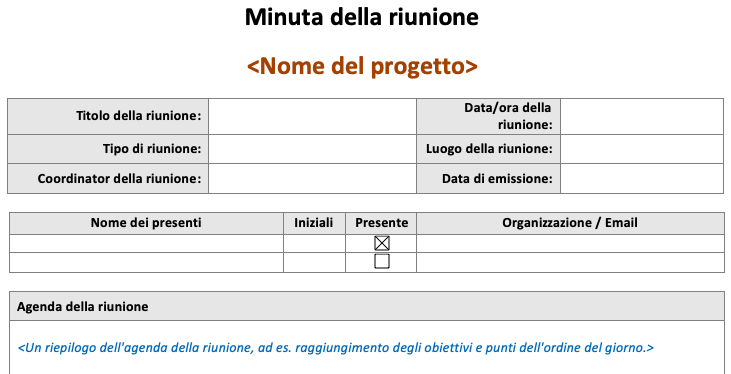 Minuta della riunione
<Nome del progetto>
Titolo della riunione: Data/ora della riunione:
Tipo di riunione: Luogo della riunione:
Coordinator della riunione: Data di emissione:
Nome dei presenti Iniziali Presente Organizzazione / Email
Agenda della riunione
<Un riepilogo dell'agenda della riunione, ad es. raggiungimento degli obiettivi e punti dell'ordine del giorno.>